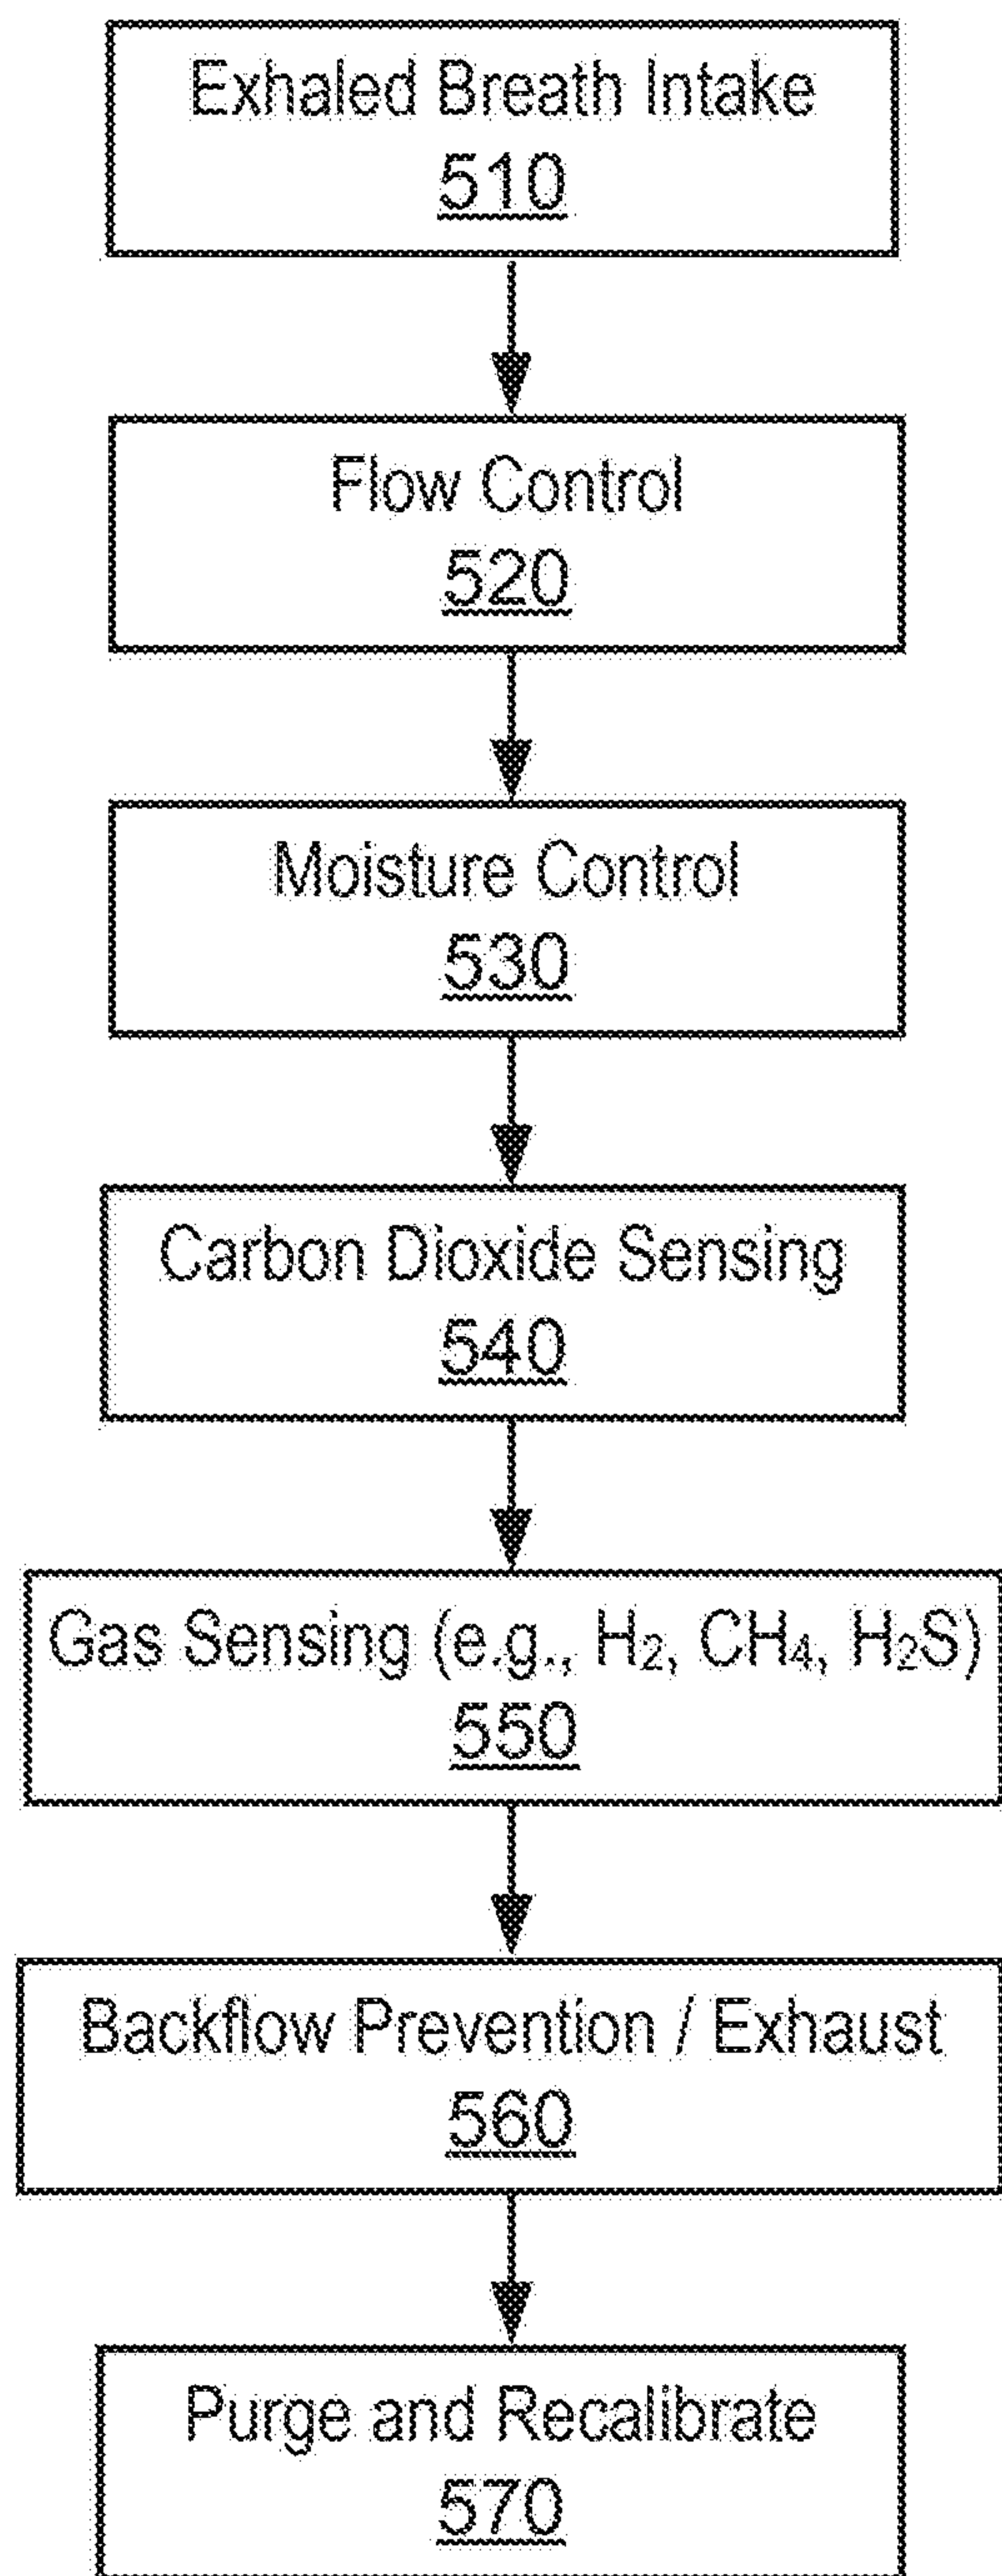 Exhaled Breath Intake
510
Flow Control
520
Moisture Control
530
Carbon Dioxide Sensing
540
Gas Sensing (e.g., H₂, CH₄, H₂S)
550
Backflow Prevention / Exhaust
560
Purge and Recalibrate
570